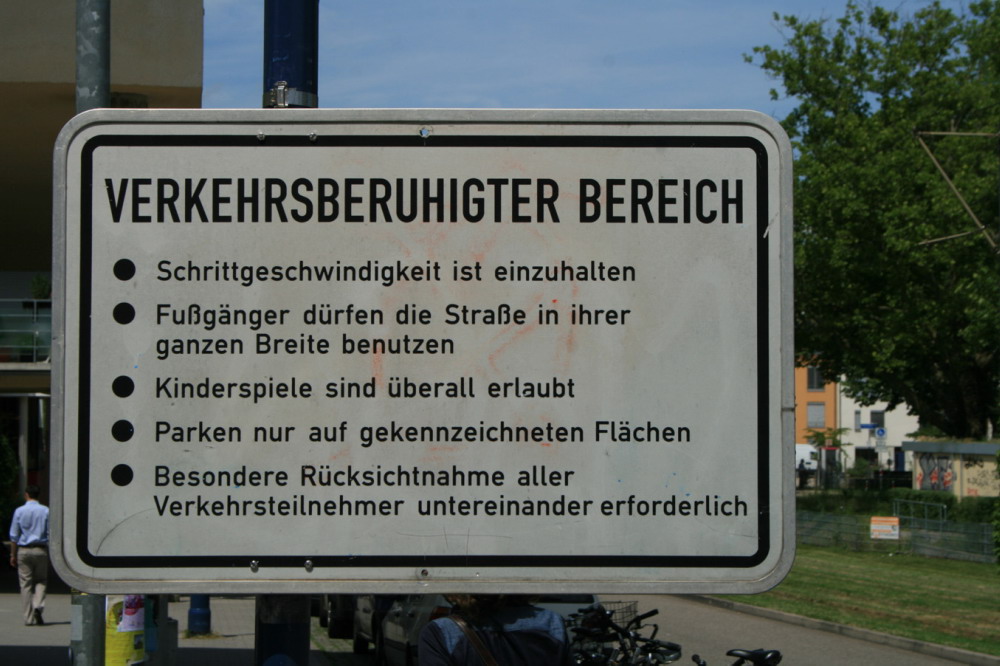 VERKEHRSBERUHIGTER BEREICH
● Schrittgeschwindigkeit ist einzuhalten
● Fußgänger dürfen die Straße in ihrer
ganzen Breite benutzen
● Kinderspiele sind überall erlaubt
● Parken nur auf gekennzeichneten Flächen
● Besondere Rücksichtnahme aller
Verkehrsteilnehmer untereinander erforderlich